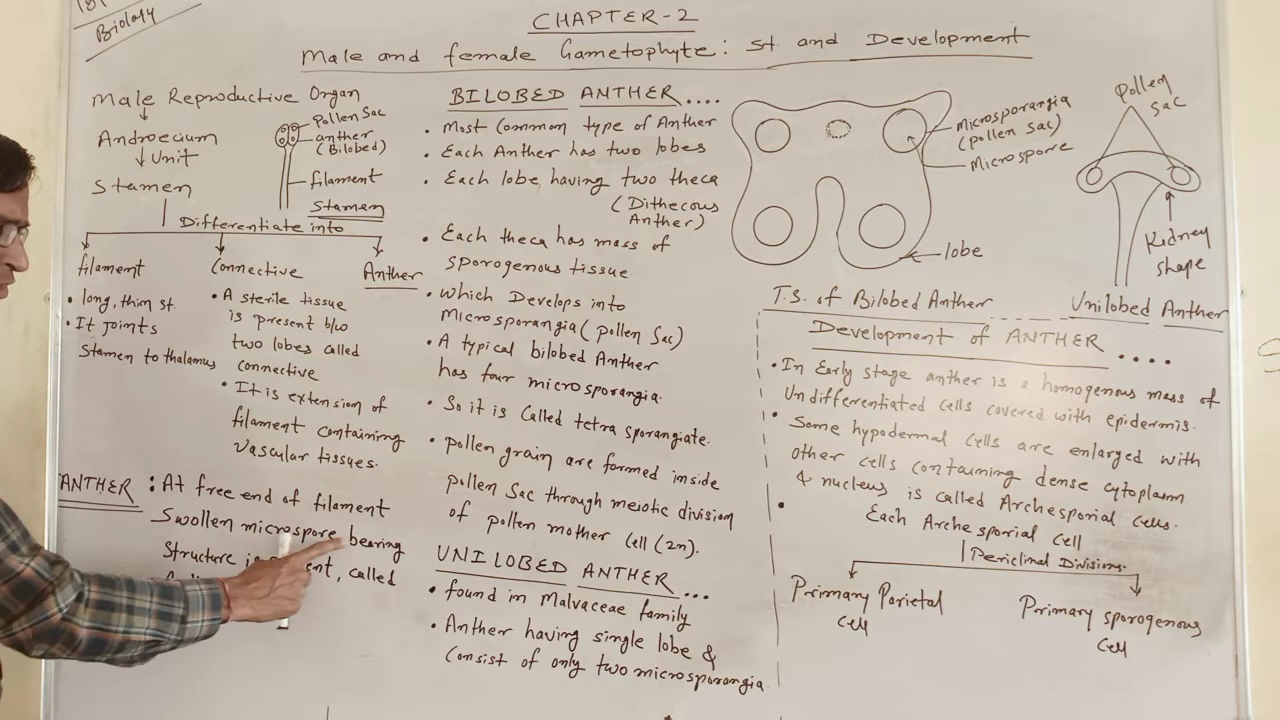 Biology
CHAPTER-2
Male and female Gametophyte: st. and Development
Male Reproductive Organ
Androecium
Unit
Stamen
Pollen Sac
anther
(Bilobed)
filament
Stamen
Differentiate into
filament
• long, thin st.
• It joints
Stamen to thalamus
Connective
• A sterile tissue
is present b/w
two lobes called
connective
• It is extension of
filament containing
vascular tissues.
Anther
ANTHER : At free end of filament
Swollen microspore bearing
Structure is ent, called
BILOBED ANTHER....
• Most Common type of Anther
• Each Anther has two lobes
• Each lobe having two theca
(Dithecous
Anther)
• Each theca has mass of
sporogenous tissue
• which Develops into
Microsporangia (pollen Sac)
• A typical bilobed Anther
has four microsporangia.
• So it is Called tetra sporangiate.
• pollen grain are formed inside
pollen Sac through meiotic division
of pollen mother Cell (2n).
UNILOBED ANTHER...
• found in Malvaceae family
• Anther having single lobe &
Consist of only two microsporangia
Microsporangia
(pollen Sac)
Microspore
lobe
T.S. of Bilobed Anther
Pollen
Sac
Kidney
shape
Unilobed Anther
Development of ANTHER ....
• In Early stage anther is a homogenous mass of
Undifferentiated Cells covered with epidermis.
• Some hypodermal Cells are enlarged with
other cells containing dense cytoplasm
& nucleus is called Archesporial Cells.
• Each Arche sporial cell
Periclinal Divisions.
Primary Parietal
Cell
Primary sporogenous
Cell